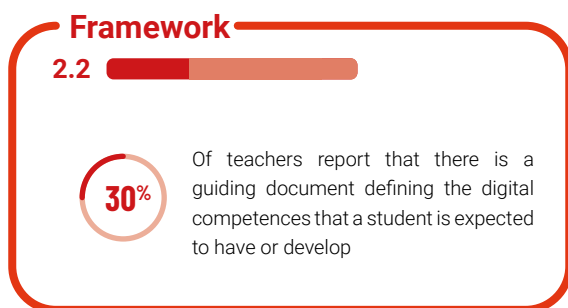 Framework
2.2
30%
Of teachers report that there is a
guiding document defining the digital
competences that a student is expected
to have or develop